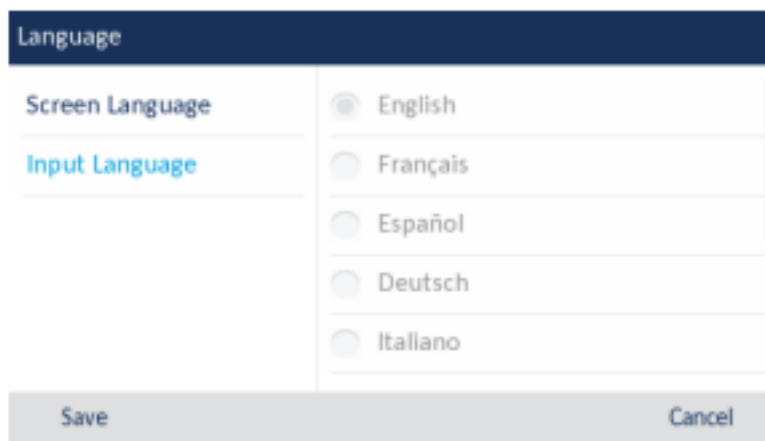 Language
Screen Language
Input Language
English
Français
Español
Deutsch
Italiano
Save
Cancel